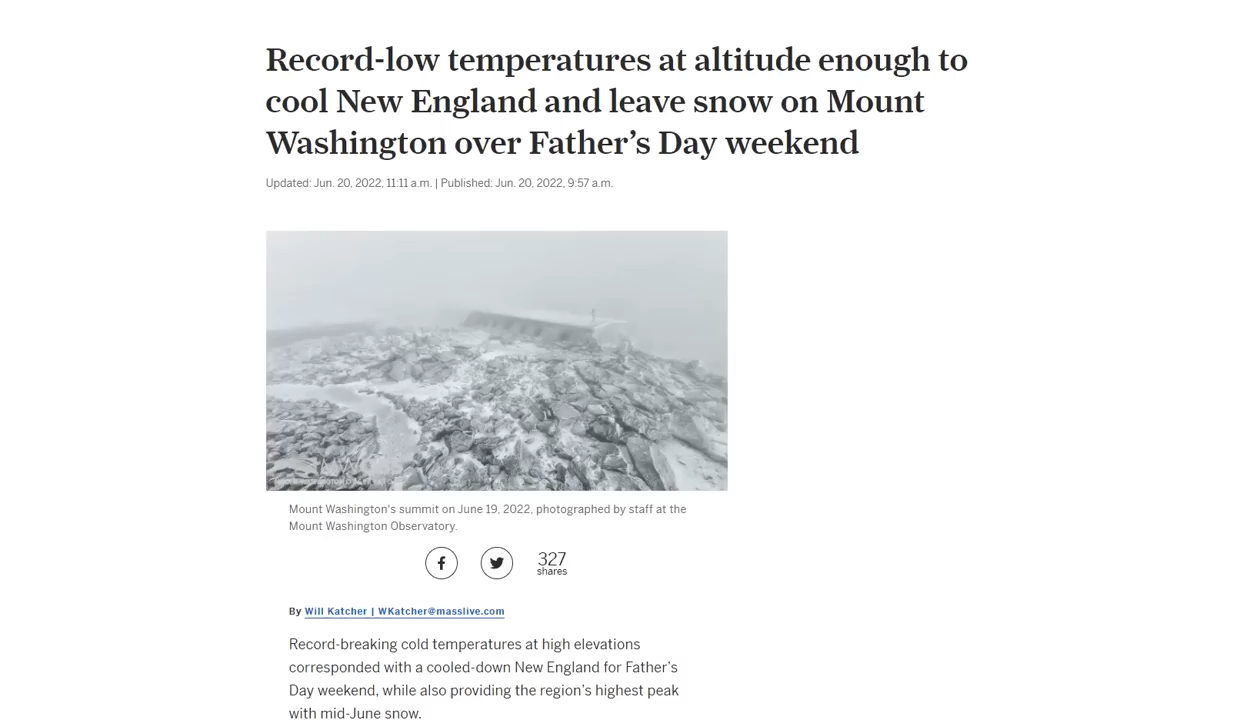 Record-low temperatures at altitude enough to
cool New England and leave snow on Mount
Washington over Father’s Day weekend
Updated: Jun. 20, 2022, 11:11 a.m. | Published: Jun. 20, 2022, 9:57 a.m.
Mount Washington's summit on June 19, 2022, photographed by staff at the
Mount Washington Observatory.
327
shares
By Will Katcher | WKatcher@masslive.com
Record-breaking cold temperatures at high elevations
corresponded with a cooled-down New England for Father’s
Day weekend, while also providing the region’s highest peak
with mid-June snow.